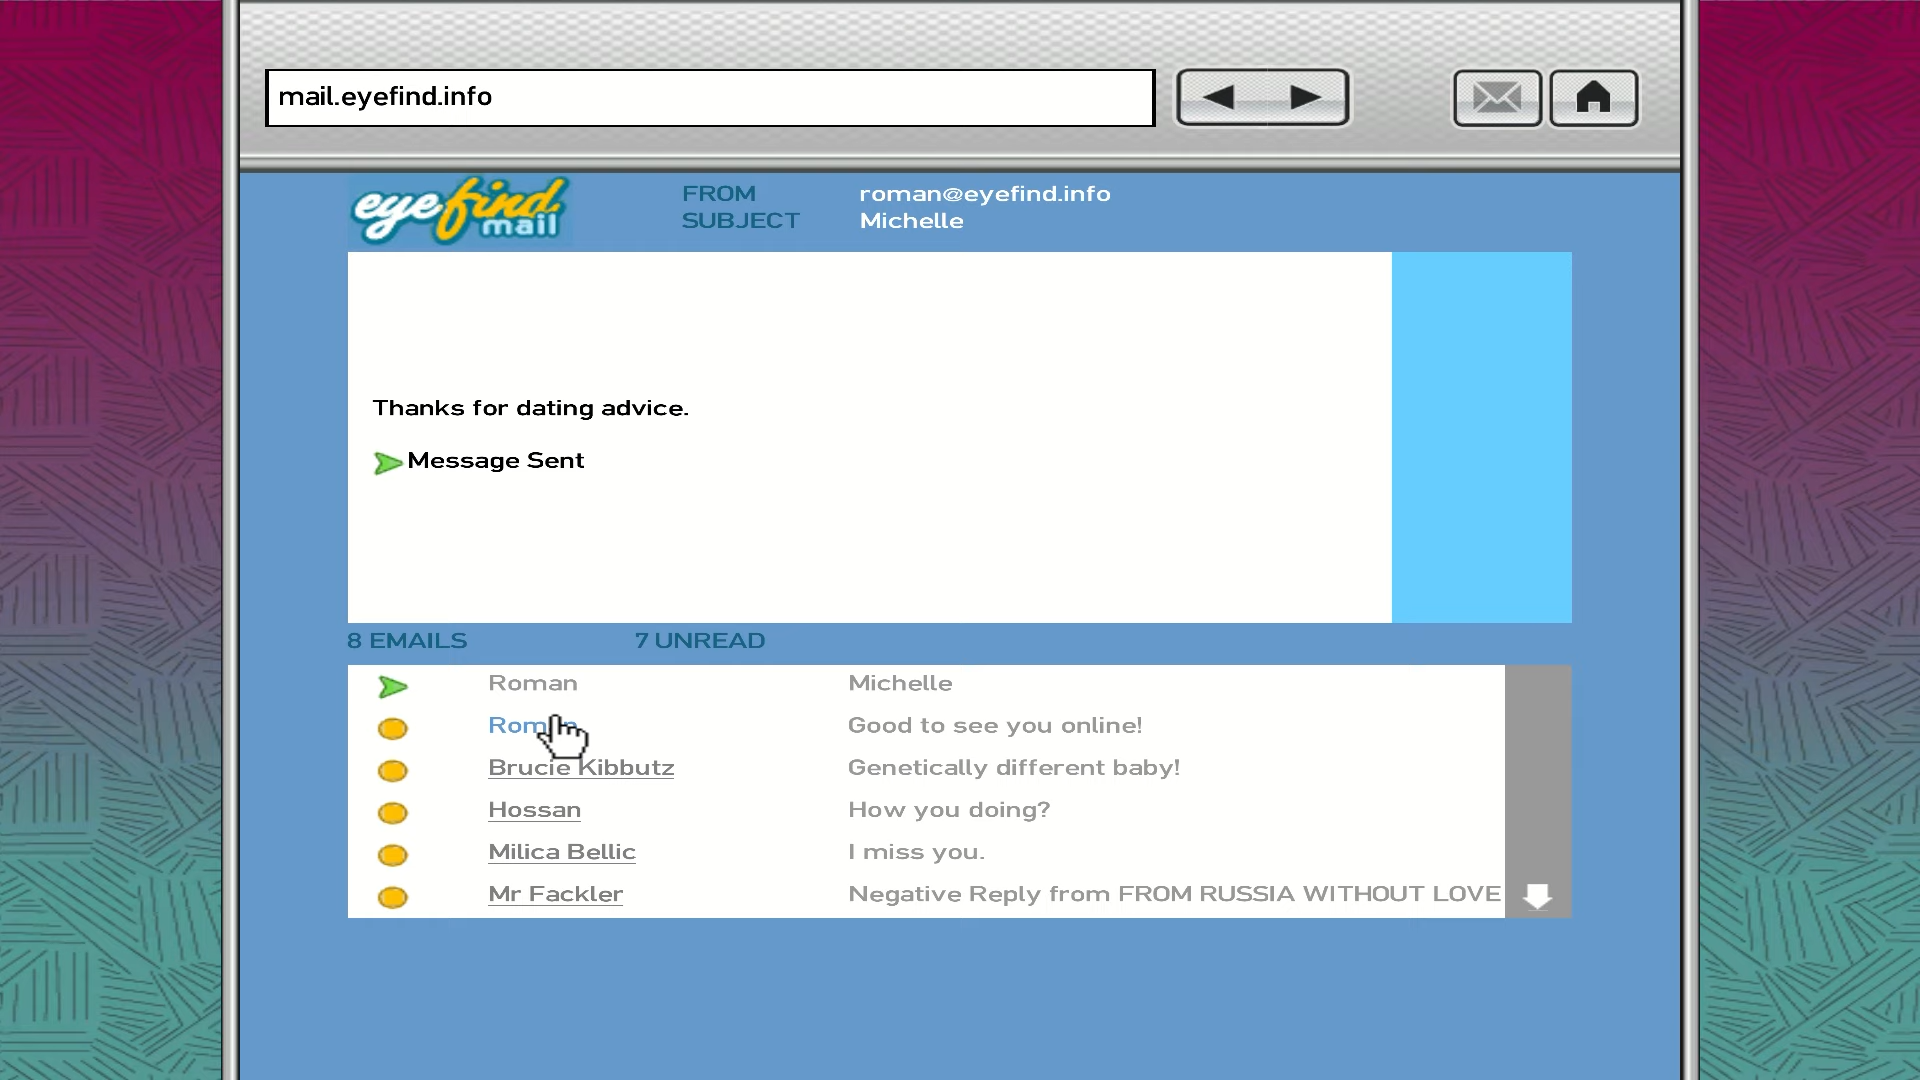 mail.eyefind.info
eyefind mail
FROM roman@eyefind.info
SUBJECT Michelle
Thanks for dating advice.
Message Sent
8 EMAILS 7 UNREAD
Roman Michelle
Roman Good to see you online!
Brucie Kibbutz Genetically different baby!
Hossan How you doing?
Milica Bellic I miss you.
Mr Fackler Negative Reply from FROM RUSSIA WITHOUT LOVE